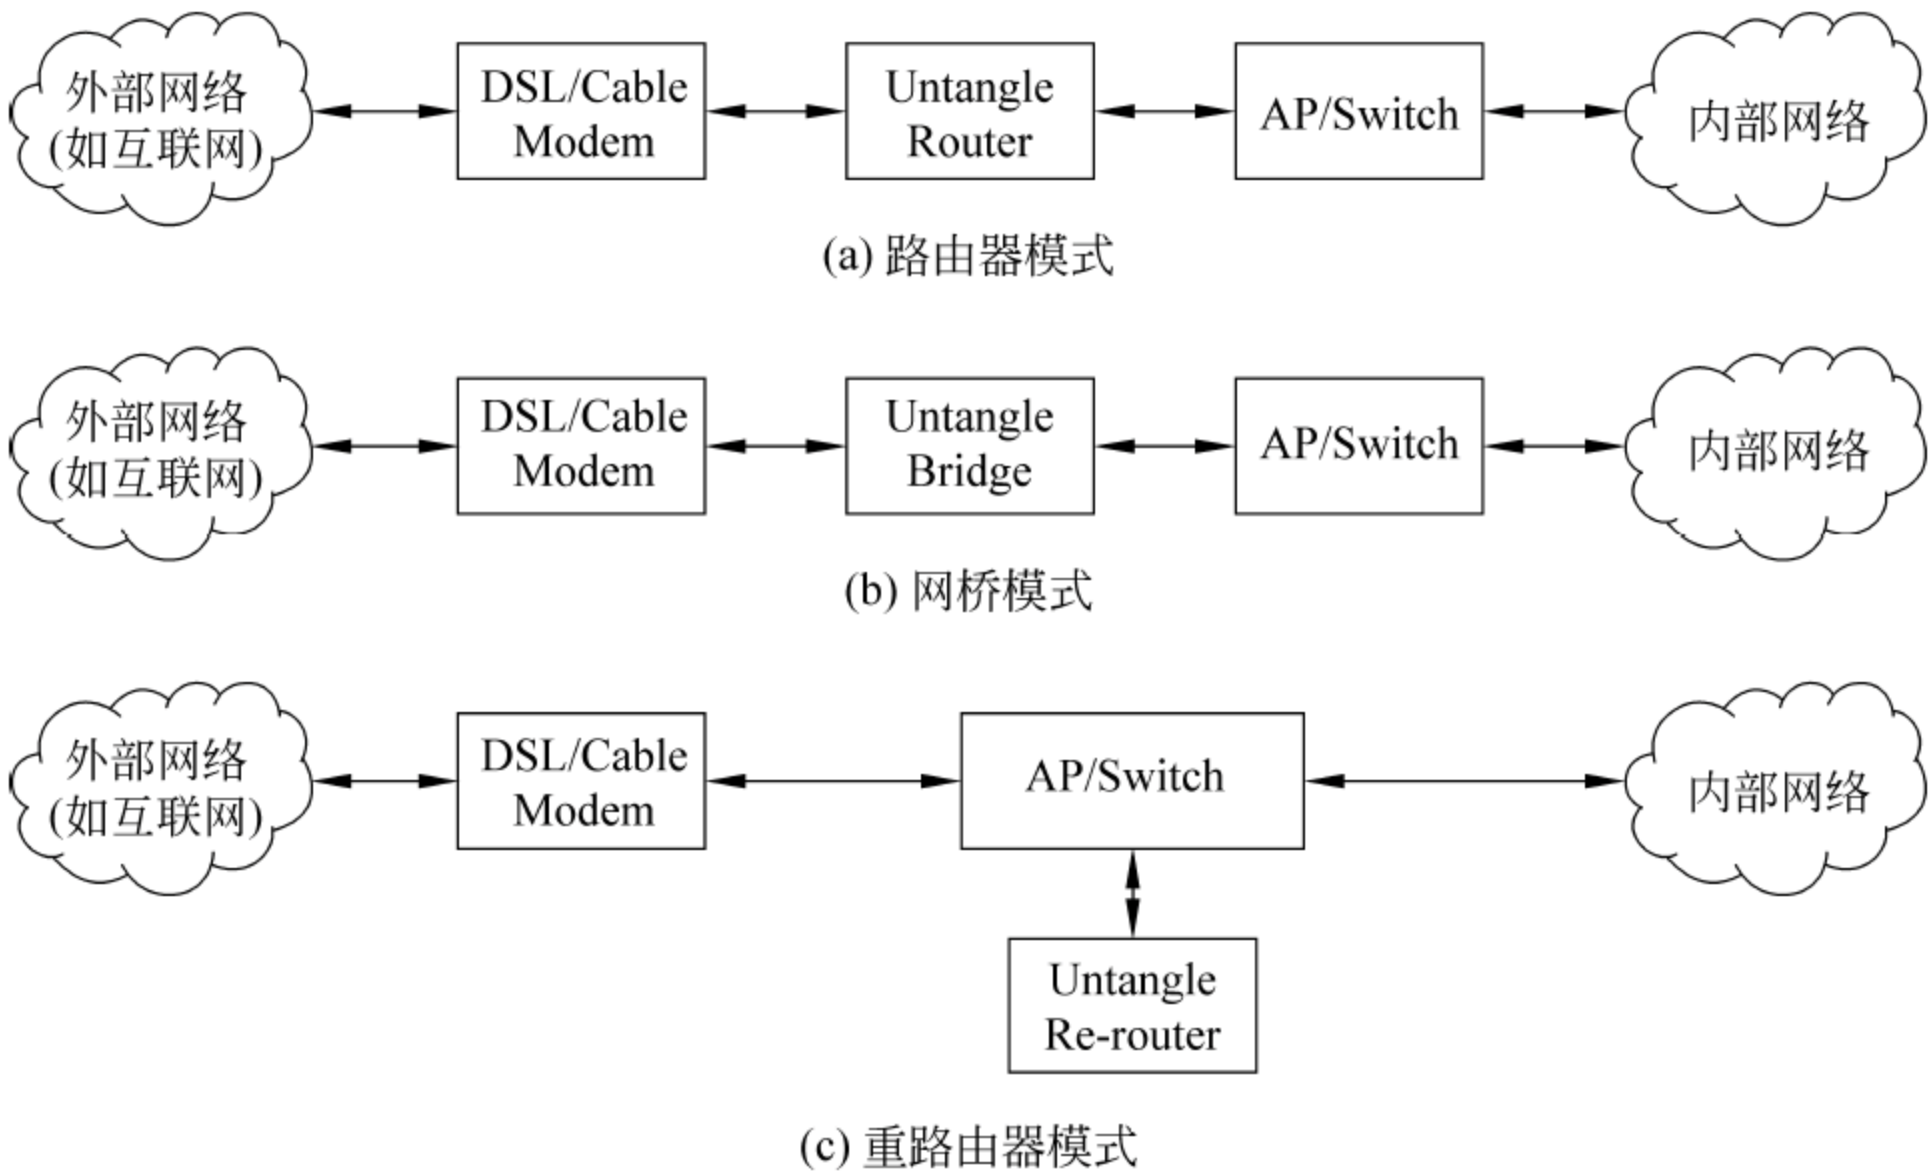 外部网络
(如互联网)
DSL/Cable
Modem
Untangle
Router
AP/Switch
内部网络
(a) 路由器模式
外部网络
(如互联网)
DSL/Cable
Modem
Untangle
Bridge
AP/Switch
内部网络
(b) 网桥模式
外部网络
(如互联网)
DSL/Cable
Modem
AP/Switch
内部网络
Untangle
Re-router
(c) 重路由器模式